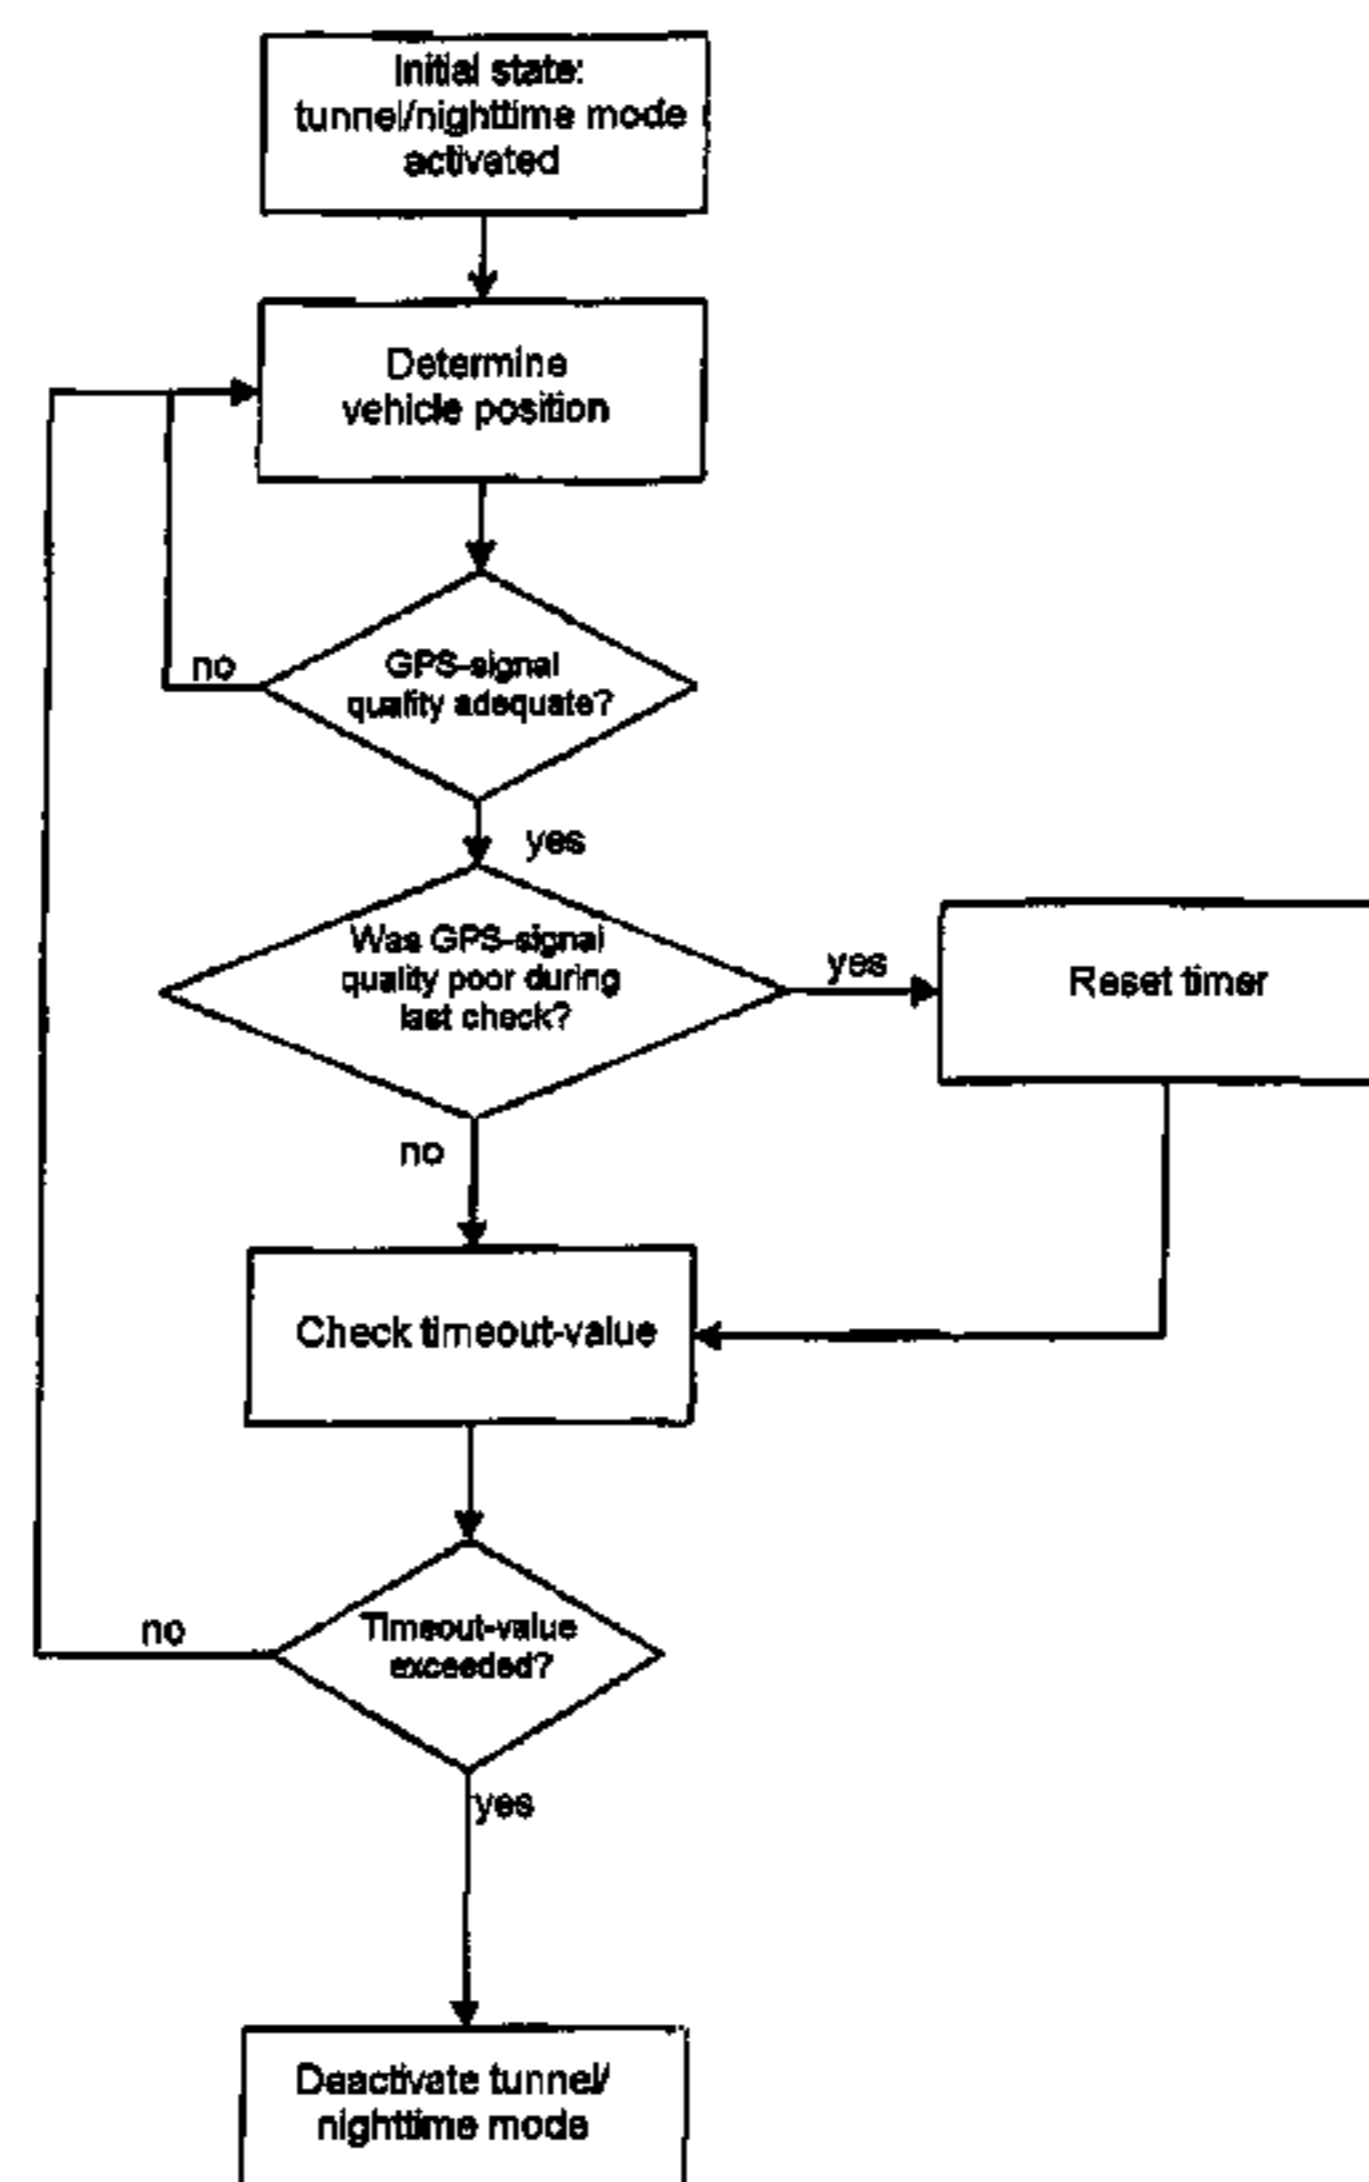 Initial state:
tunnel/nighttime mode
activated
Determine
vehicle position
no
GPS-signal
quality adequate?
yes
Was GPS-signal
quality poor during
last check?
yes
Reset timer
no
Check timeout-value
no
Timeout-value
exceeded?
yes
Deactivate tunnel/
nighttime mode